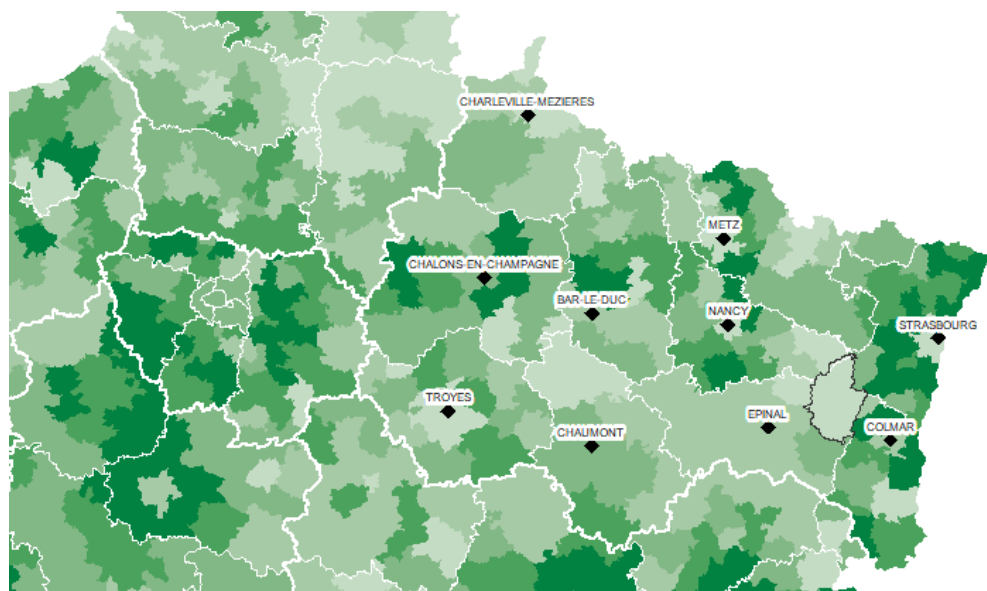 CHARLEVILLE-MEZIERES
METZ
CHALONS-EN-CHAMPAGNE
BAR-LE-DUC
NANCY
STRASBOURG
TROYES
EPINAL
CHAUMONT
COLMAR